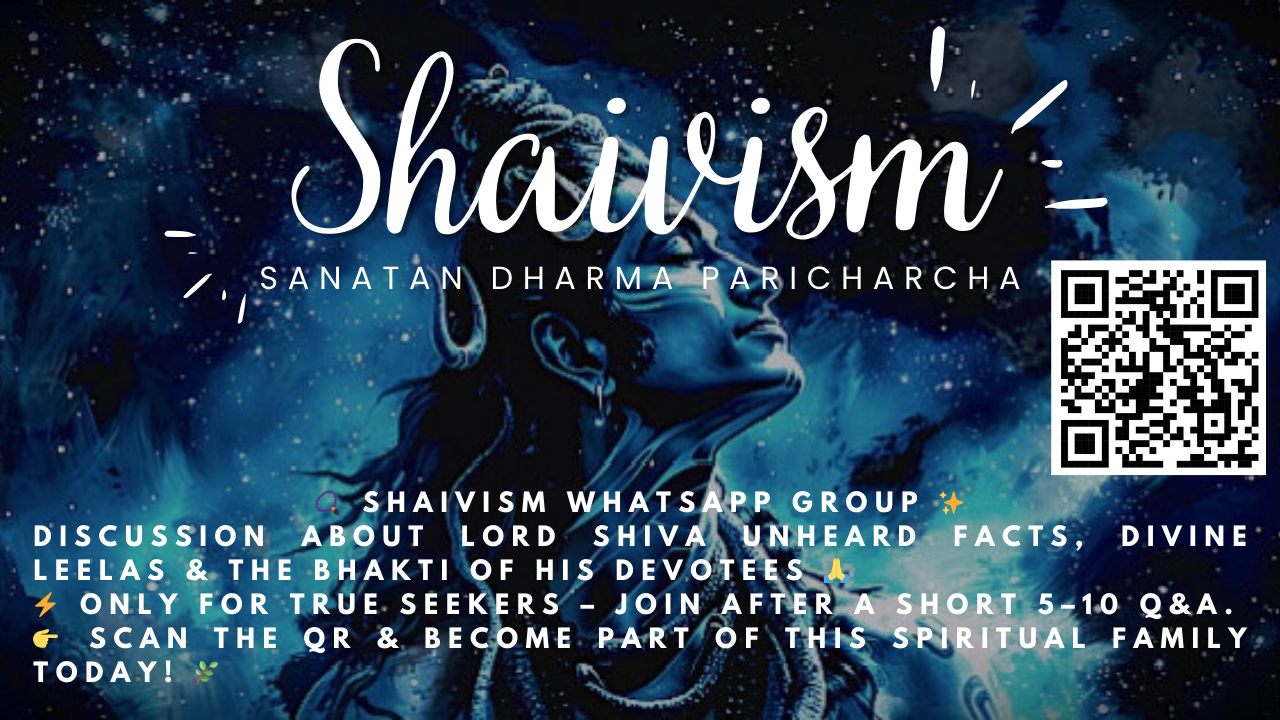 Shaivism
SANATAN DHARMA PARICHARCHA
📿 SHAIVISM WHATSAPP GROUP ✨
DISCUSSION ABOUT LORD SHIVA UNHEARD FACTS, DIVINE
LEELAS & THE BHAKTI OF HIS DEVOTEES 🙏
⚡ ONLY FOR TRUE SEEKERS – JOIN AFTER A SHORT 5–10 Q&A.
👉 SCAN THE QR & BECOME PART OF THIS SPIRITUAL FAMILY
TODAY! 🌿